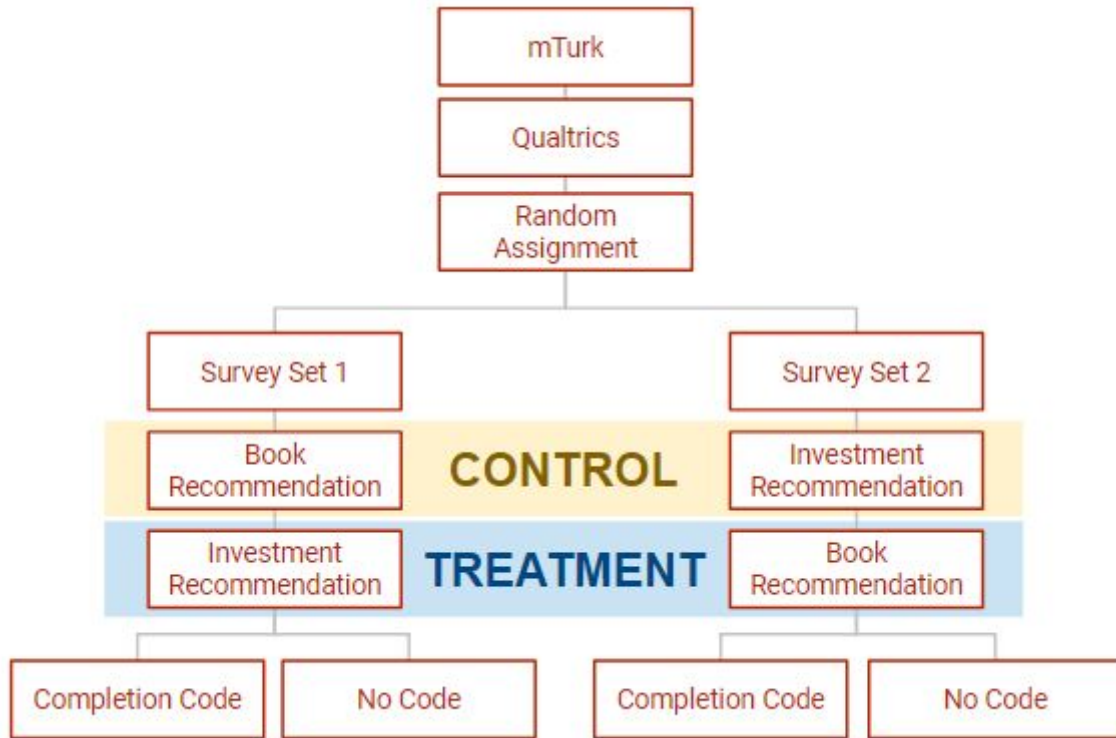 mTurk
Qualtrics
Random
Assignment
Survey Set 1
Survey Set 2
Book
Recommendation
CONTROL
Investment
Recommendation
Investment
Recommendation
TREATMENT
Book
Recommendation
Completion Code
No Code
Completion Code
No Code